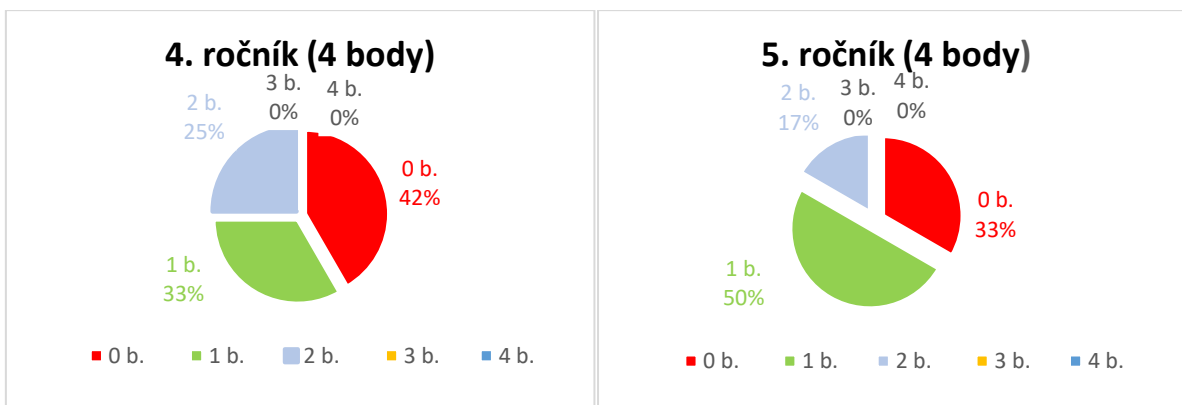 4. ročník (4 body)
3 b.
0%
4 b.
0%
2 b.
25%
0 b.
42%
1 b.
33%
0 b. 1 b. 2 b. 3 b. 4 b.
5. ročník (4 body)
3 b.
0%
4 b.
0%
2 b.
17%
0 b.
33%
1 b.
50%
0 b. 1 b. 2 b. 3 b. 4 b.